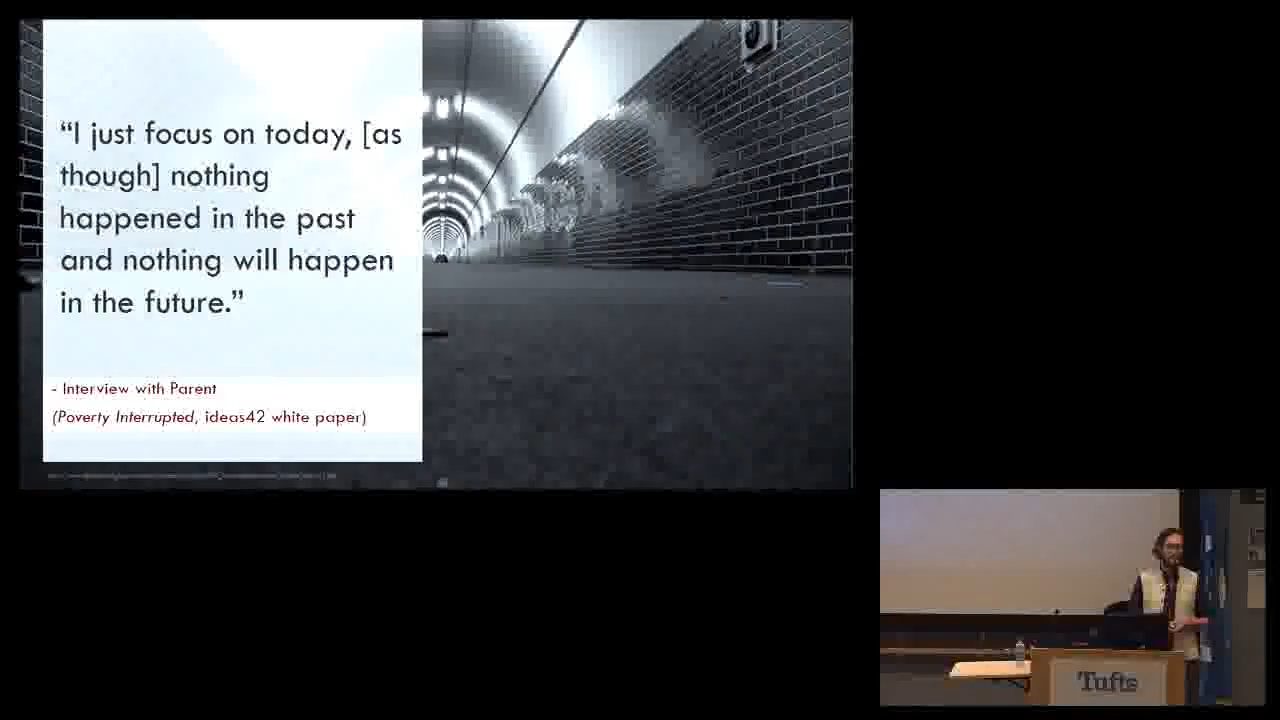 “I just focus on today, [as
though] nothing
happened in the past
and nothing will happen
in the future.”
- Interview with Parent
(Poverty Interrupted, ideas42 white paper)
Tufts